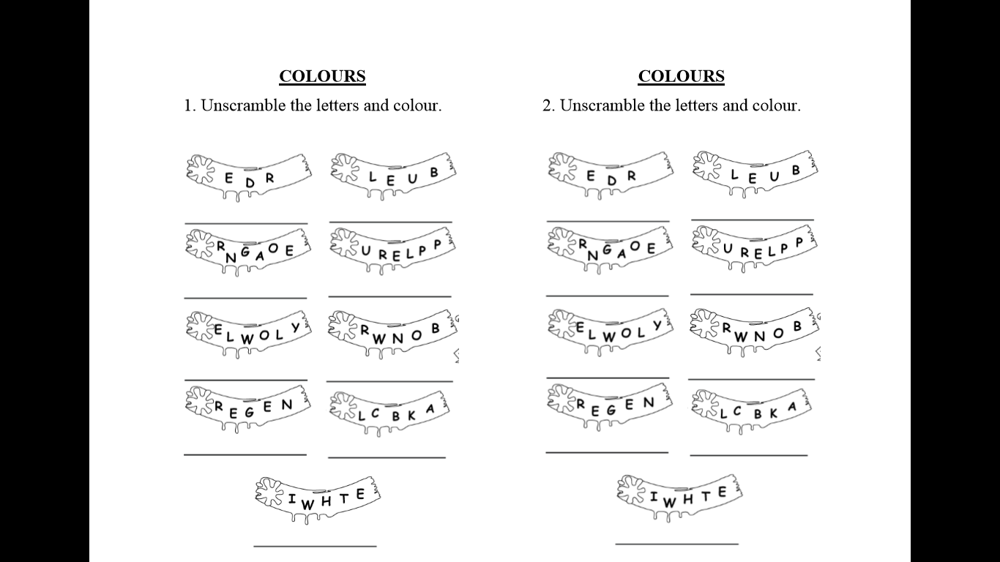 COLOURS
1. Unscramble the letters and colour.
E D R
L E U B
R N G A O E
U R E L P P
E L W O L Y
R W N O B
R E G E N
L C B K A
I W H T E
COLOURS
2. Unscramble the letters and colour.
E D R
L E U B
R N G A O E
U R E L P P
E L W O L Y
R W N O B
R E G E N
L C B K A
I W H T E